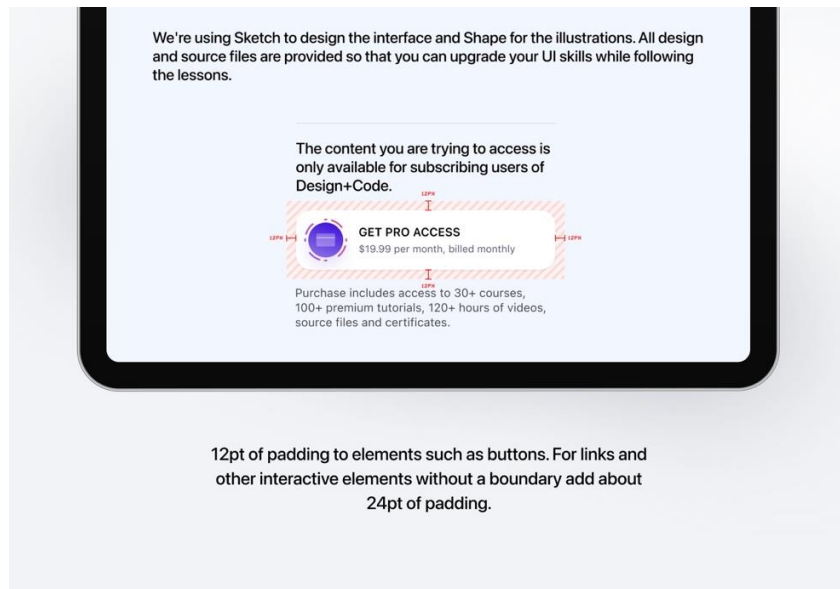 We're using Sketch to design the interface and Shape for the illustrations. All design
and source files are provided so that you can upgrade your UI skills while following
the lessons.
The content you are trying to access is
only available for subscribing users of
Design+Code.
12PX
12PX
GET PRO ACCESS
$19.99 per month, billed monthly
12PX
12PX
Purchase includes access to 30+ courses,
100+ premium tutorials, 120+ hours of videos,
source files and certificates.
12pt of padding to elements such as buttons. For links and
other interactive elements without a boundary add about
24pt of padding.